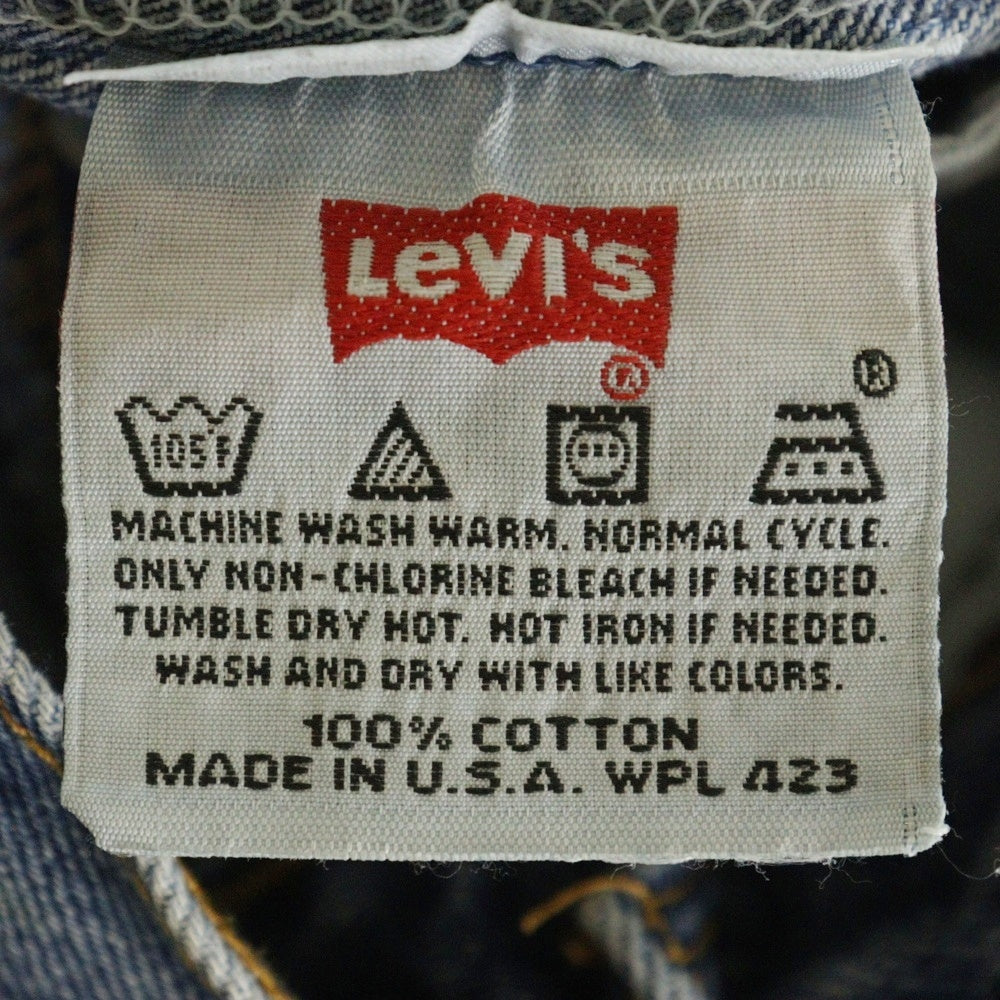 LEVI'S
®
®
105°F
MACHINE WASH WARM. NORMAL CYCLE.
ONLY NON-CHLORINE BLEACH IF NEEDED.
TUMBLE DRY HOT. HOT IRON IF NEEDED.
WASH AND DRY WITH LIKE COLORS.
100% COTTON
MADE IN U.S.A. WPL 423